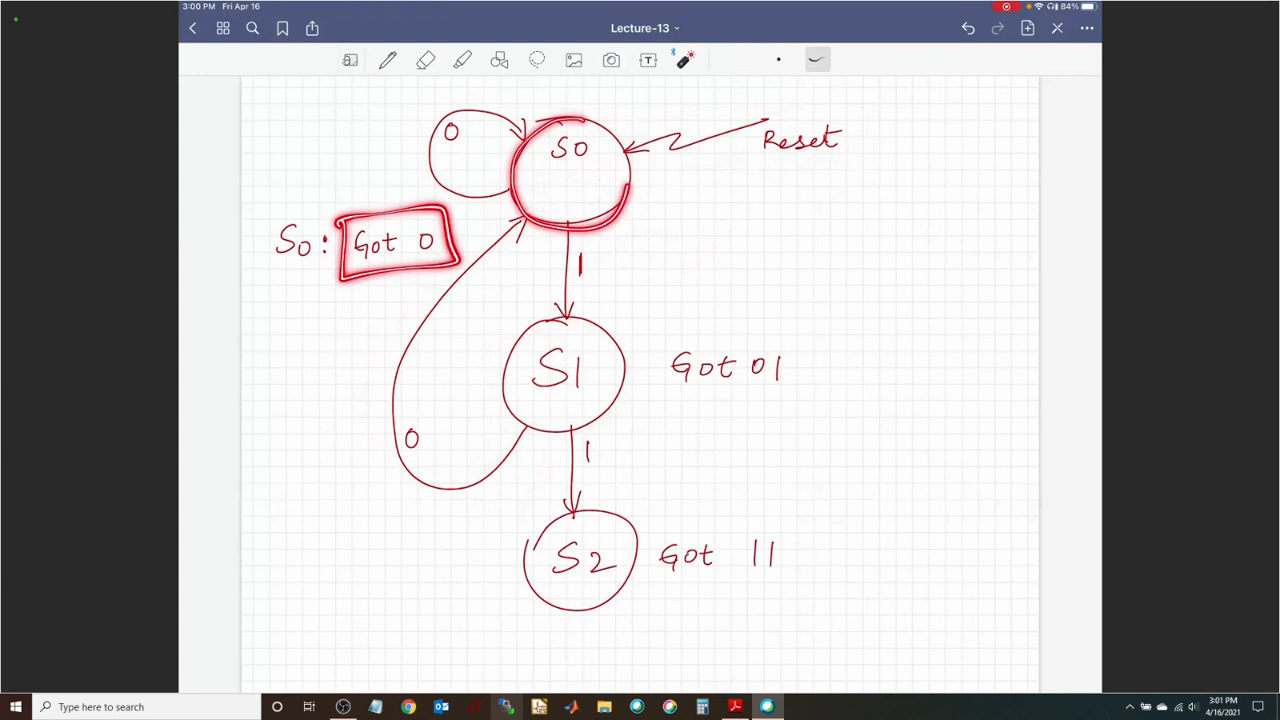 3:00 PM Fri Apr 16
84%
Lecture-13
T
0
S0
Reset
S0: Got 0
1
S1 Got 01
0
1
S2 Got 11
Type here to search
3:01 PM
4/16/2021